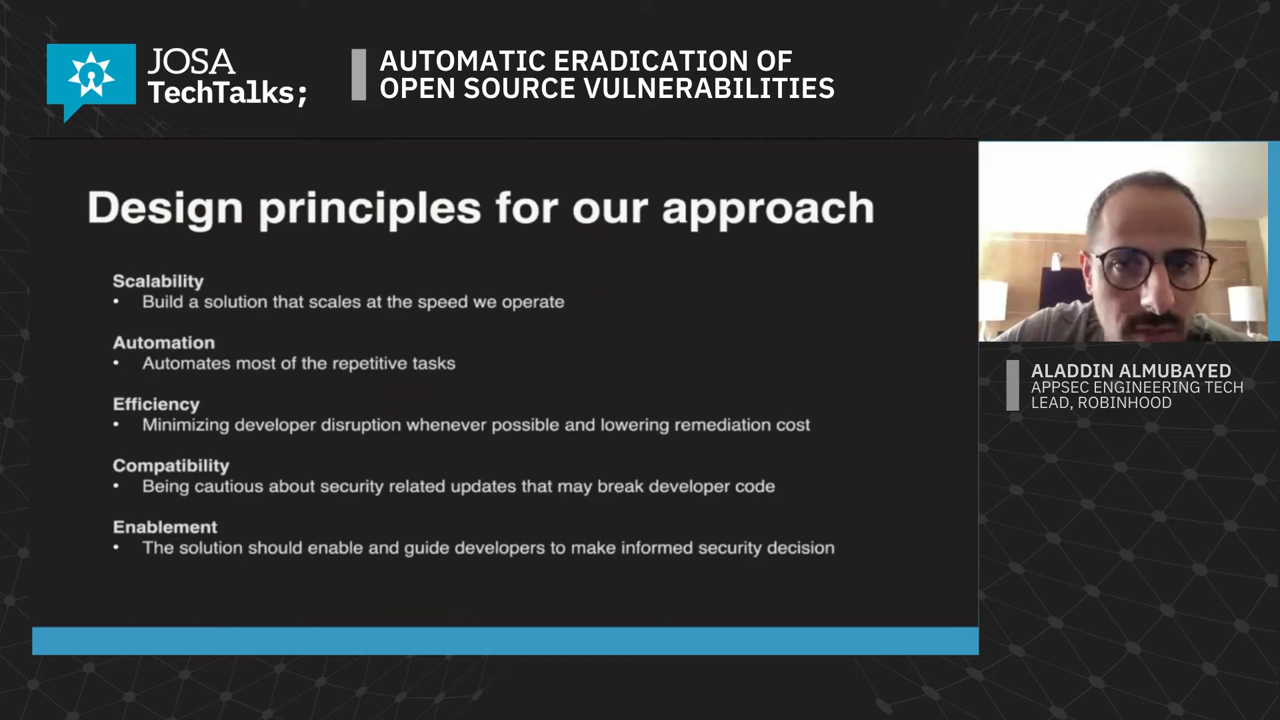 JOSA
TechTalks;
AUTOMATIC ERADICATION OF
OPEN SOURCE VULNERABILITIES
Design principles for our approach
Scalability
• Build a solution that scales at the speed we operate
Automation
• Automates most of the repetitive tasks
Efficiency
• Minimizing developer disruption whenever possible and lowering remediation cost
Compatibility
• Being cautious about security related updates that may break developer code
Enablement
• The solution should enable and guide developers to make informed security decision
ALADDIN ALMUBAYED
APPSEC ENGINEERING TECH
LEAD, ROBINHOOD